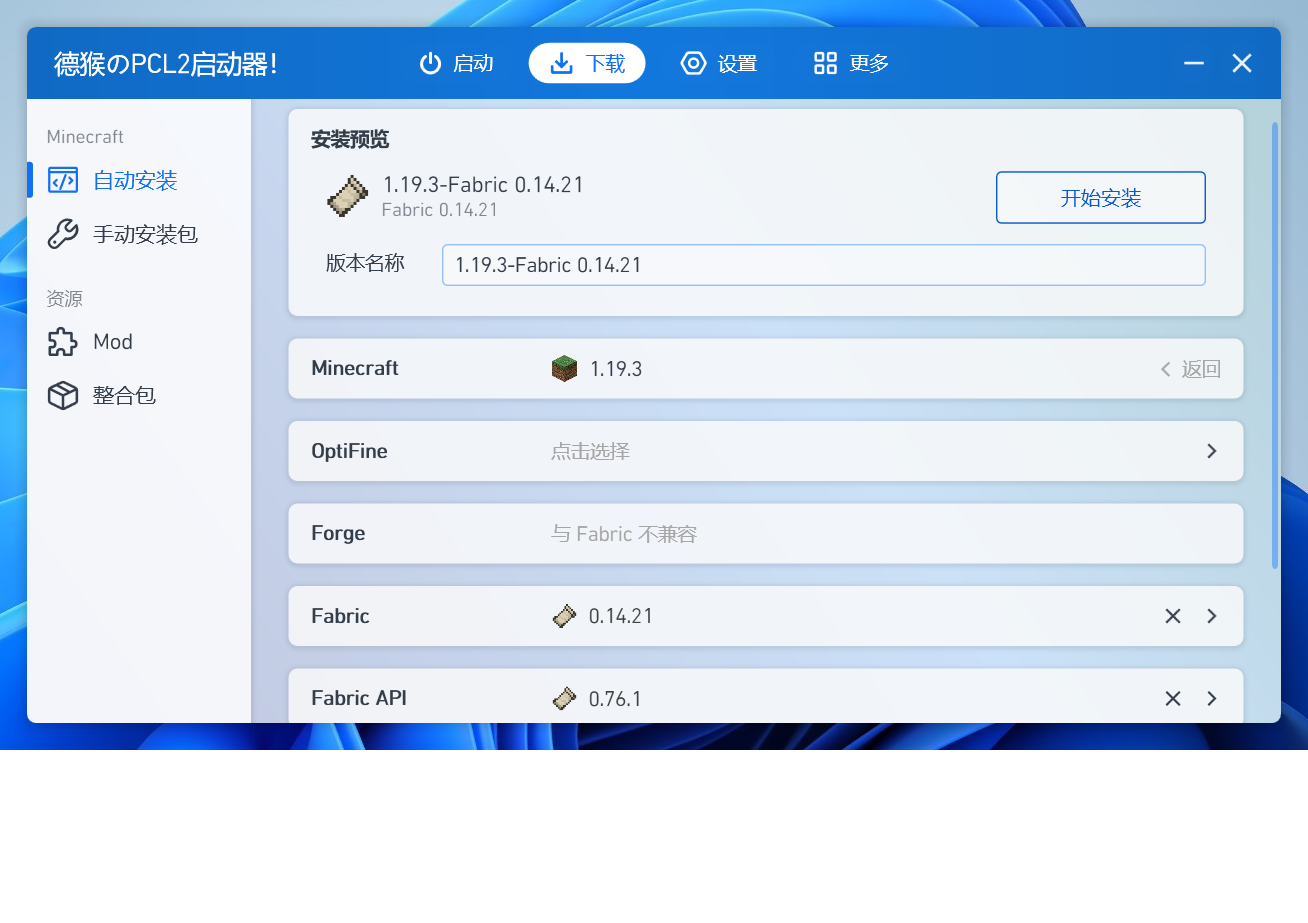 德猴のPCL2启动器!
启动
下载
设置
更多
Minecraft
自动安装
手动安装包
资源
Mod
整合包
安装预览
1.19.3-Fabric 0.14.21
Fabric 0.14.21
开始安装
版本名称
1.19.3-Fabric 0.14.21
Minecraft 1.19.3 返回
OptiFine 点击选择
Forge 与 Fabric 不兼容
Fabric 0.14.21
Fabric API 0.76.1